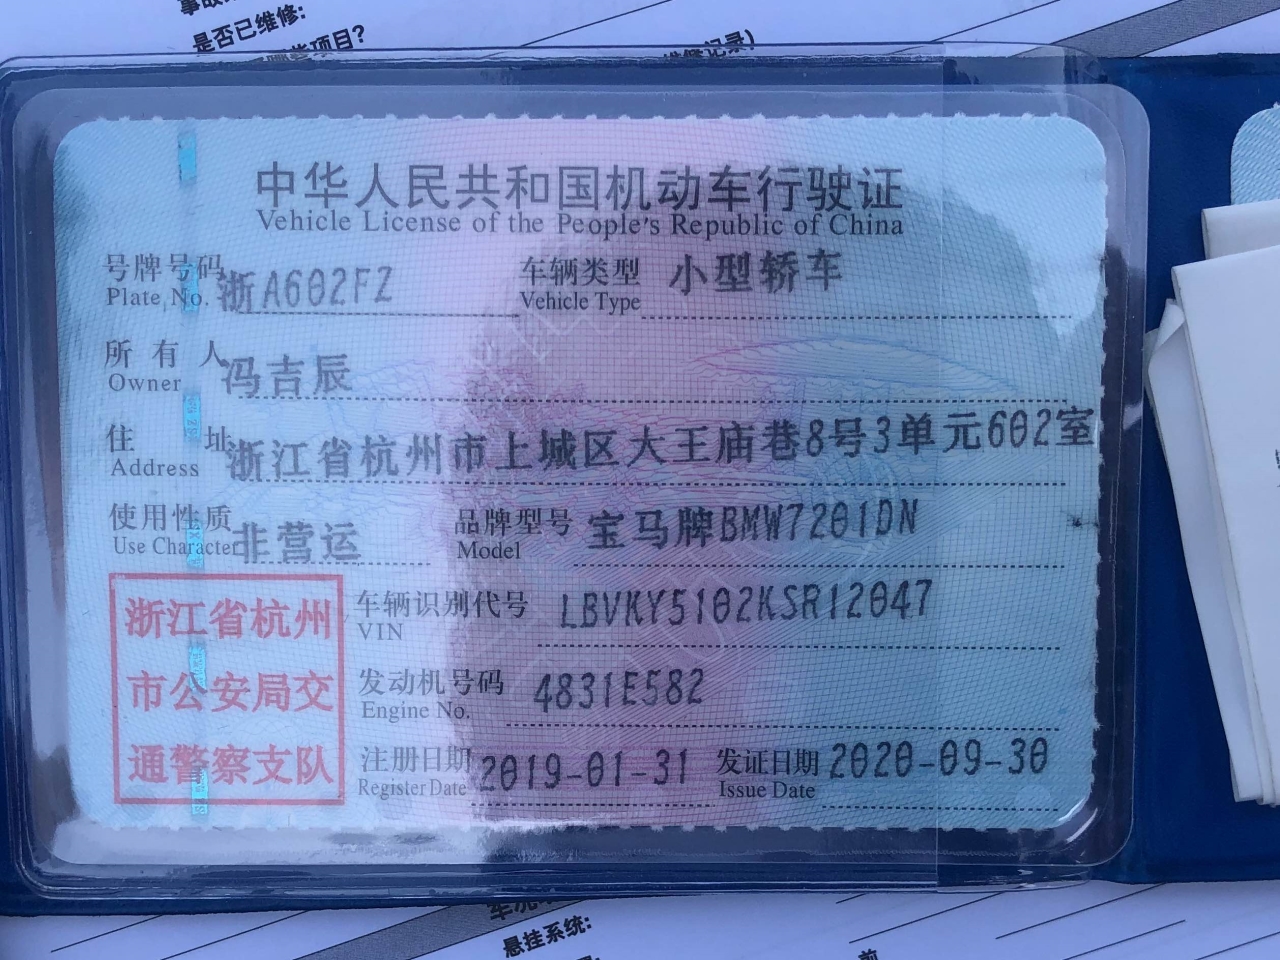 是否已维修:
中华人民共和国机动车行驶证
Vehicle License of the People's Republic of China
号牌号码 浙A602FZ 车辆类型 小型轿车
Plate No. Vehicle Type
所有人 冯吉辰
Owner
住址 浙江省杭州市上城区大王庙巷8号3单元602室
Address
使用性质 非营运 品牌型号 宝马牌BMW7201DN
Use Character Model
浙江省杭州
市公安局交
通警察支队
车辆识别代号 LBVKY5102KSR12047
VIN
发动机号码 4831E582
Engine No.
注册日期 2019-01-31 发证日期 2020-09-30
Register Date Issue Date
悬挂系统: